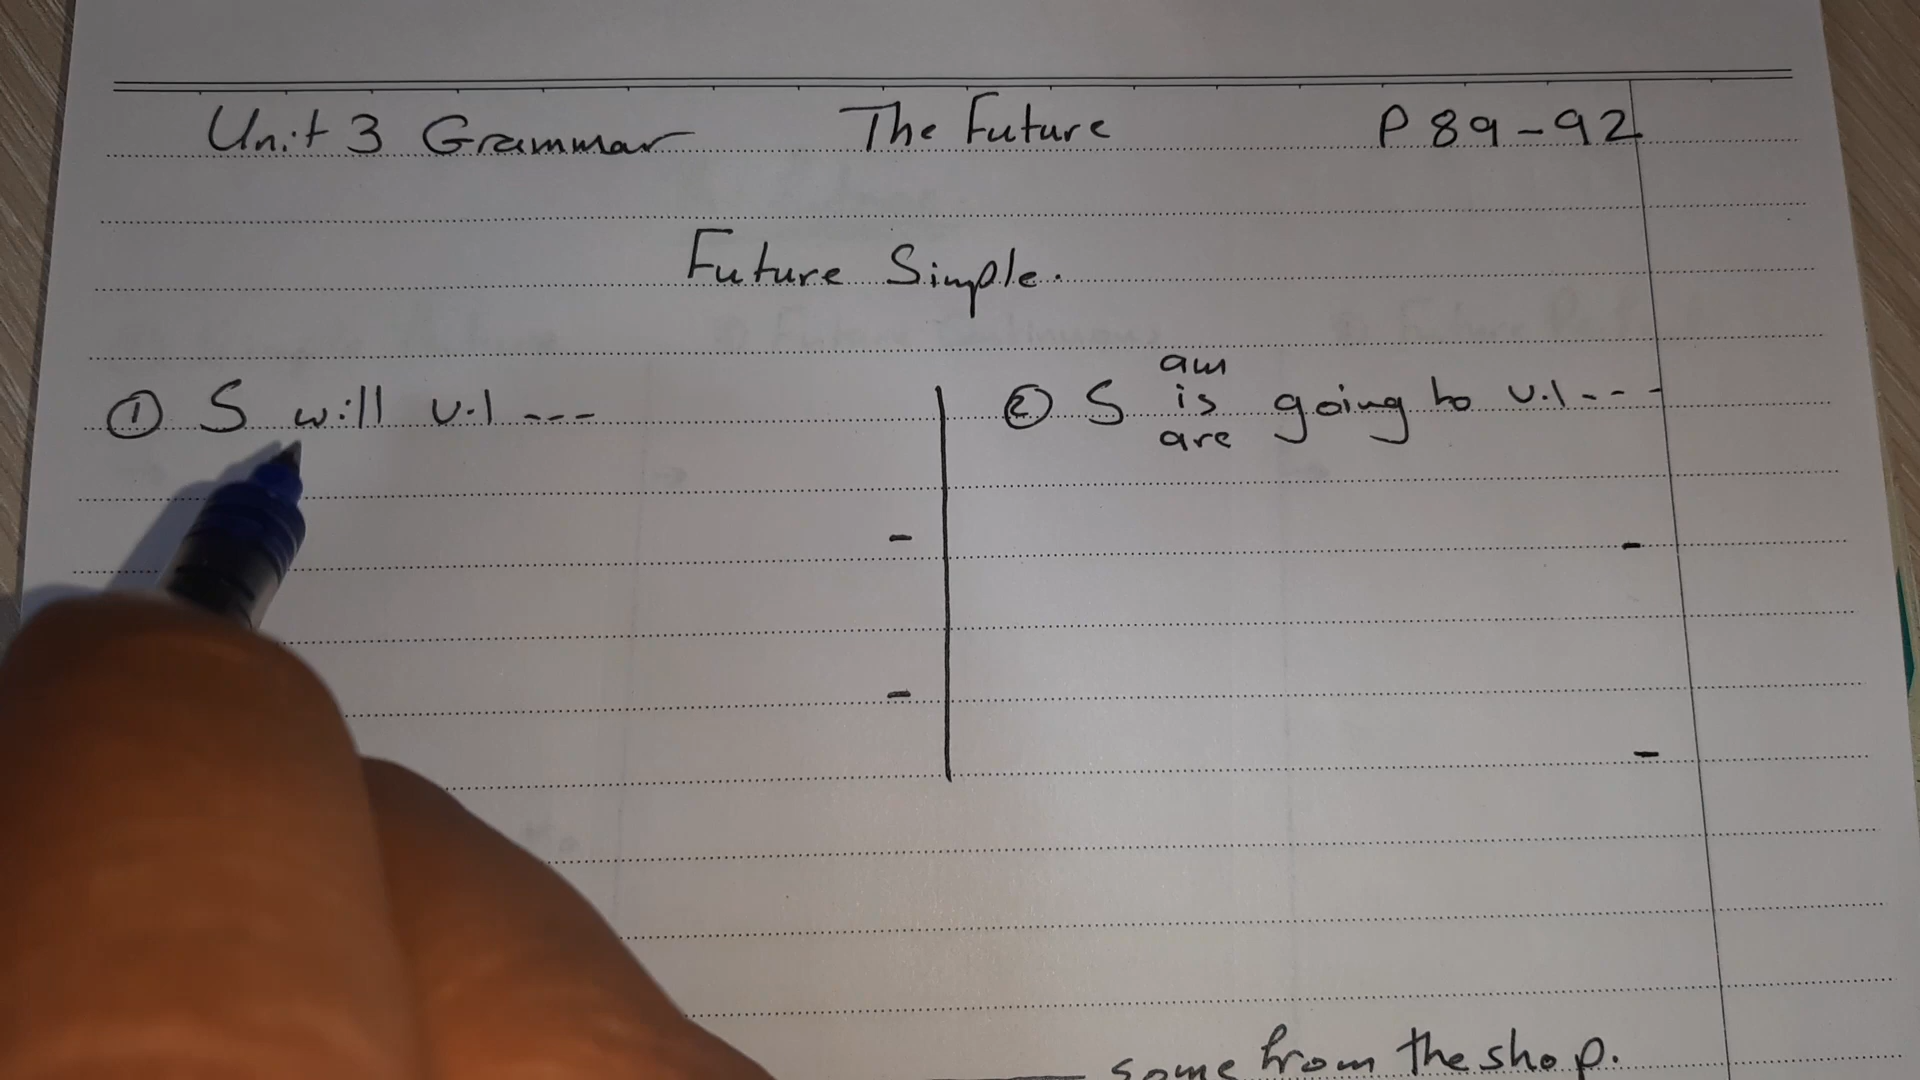 Unit 3 Grammar The Future P 89-92
Future Simple.
① S will v.1 ---
② S am is are going to v.1 ---
-
-
-
-
some from the shop.